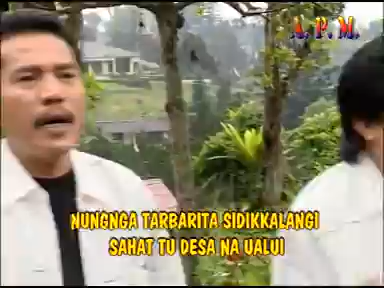 A. P. M.
NUNGNGA TARBARITA SIDIKKALANGI
SAHAT TU DESA NA UALUI